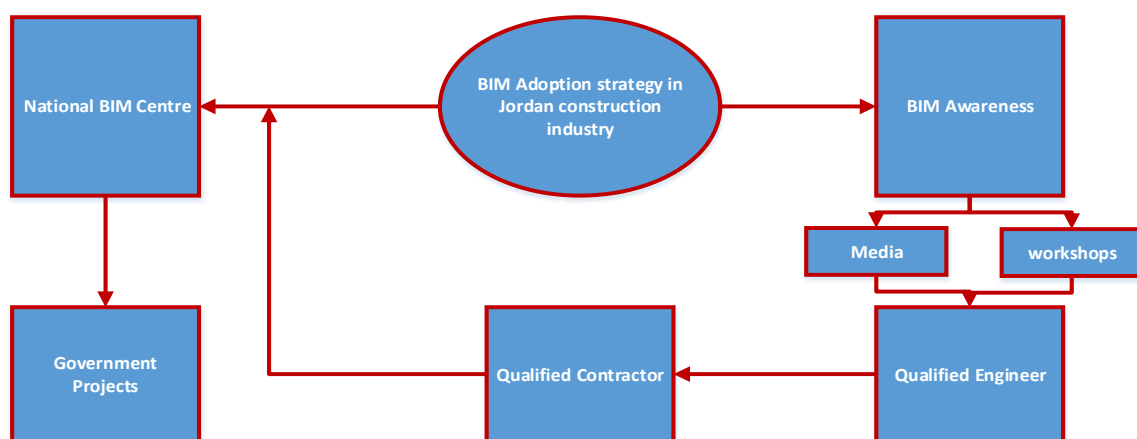 National BIM Centre
BIM Adoption strategy in
Jordan construction
industry
BIM Awareness
Media
workshops
Government
Projects
Qualified Contractor
Qualified Engineer